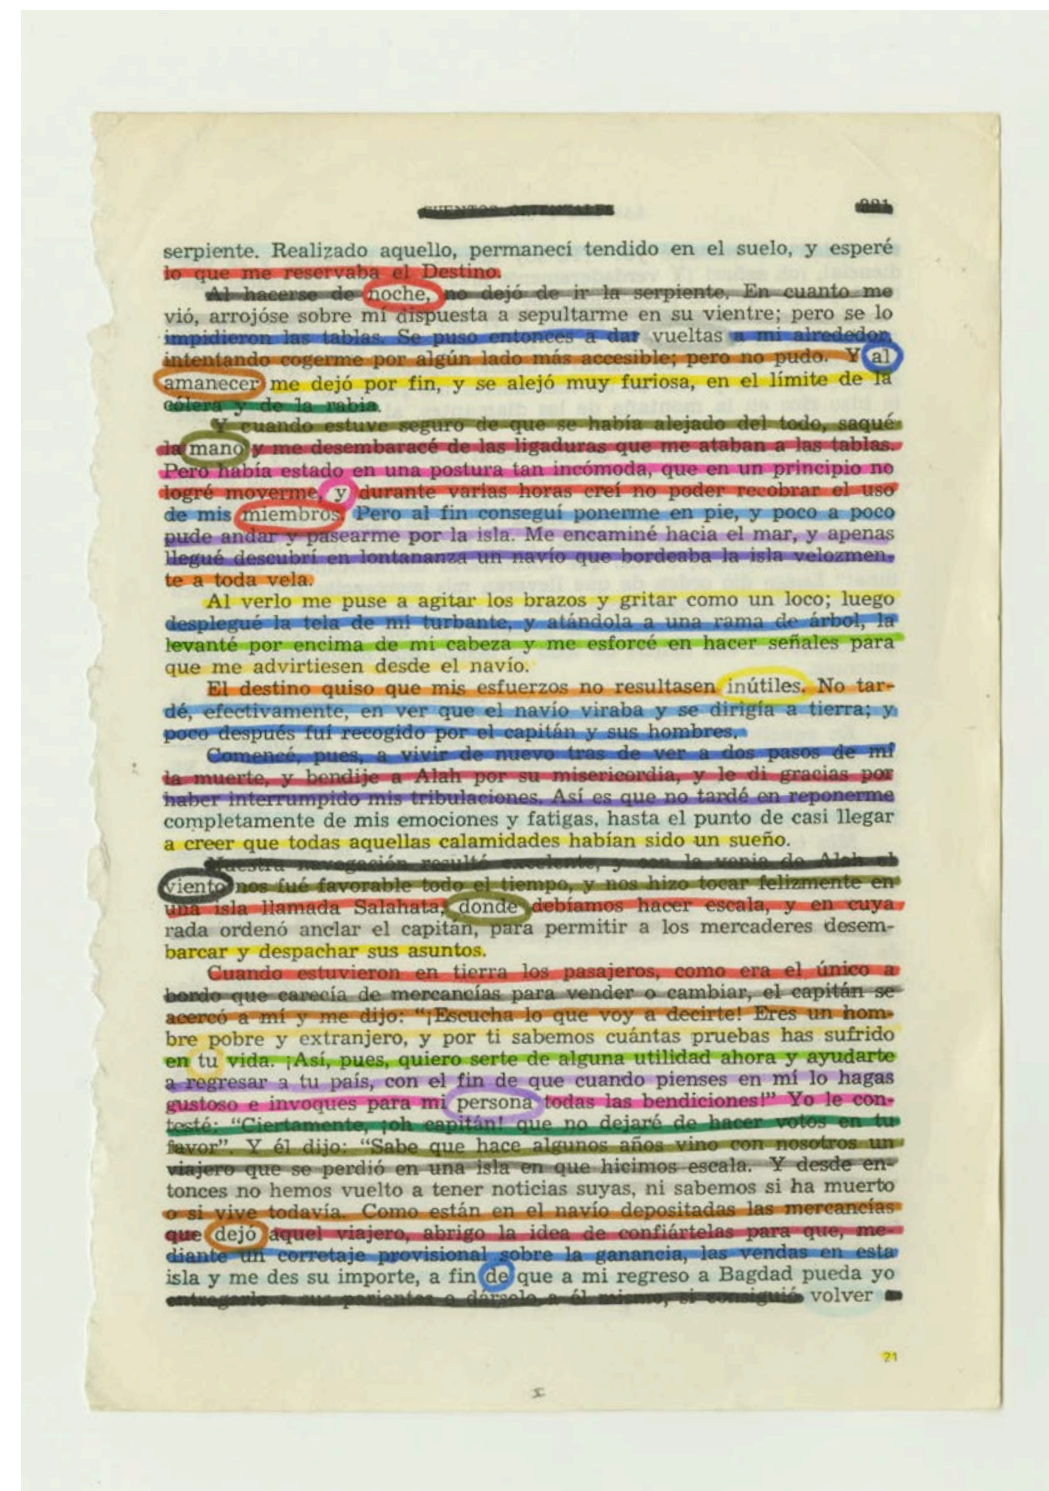 CUENTOS ORIENTALES 221
serpiente. Realizado aquello, permanecí tendido en el suelo, y esperé
lo que me reservaba el Destino.
Al hacerse de noche, no dejó de ir la serpiente. En cuanto me
vió, arrojóse sobre mí dispuesta a sepultarme en su vientre; pero se lo
impidieron las tablas. Se puso entonces a dar vueltas a mi alrededor,
intentando cogerme por algún lado más accesible; pero no pudo. Y al
amanecer me dejó por fin, y se alejó muy furiosa, en el límite de la
cólera y de la rabia.
Y cuando estuve seguro de que se había alejado del todo, saqué
la mano y me desembaracé de las ligaduras que me ataban a las tablas.
Pero había estado en una postura tan incómoda, que en un principio no
logré moverme, y durante varias horas creí no poder recobrar el uso
de mis miembros. Pero al fin conseguí ponerme en pie, y poco a poco
pude andar y pasearme por la isla. Me encaminé hacia el mar, y apenas
llegué descubrí en lontananza un navío que bordeaba la isla velozmen-
te a toda vela.
Al verlo me puse a agitar los brazos y gritar como un loco; luego
desplegué la tela de mi turbante, y atándola a una rama de árbol, la
levanté por encima de mi cabeza y me esforcé en hacer señales para
que me advirtiesen desde el navío.
El destino quiso que mis esfuerzos no resultasen inútiles. No tar-
dé, efectivamente, en ver que el navío viraba y se dirigía a tierra; y
poco después fuí recogido por el capitán y sus hombres.
Comencé, pues, a vivir de nuevo tras de ver a dos pasos de mí
la muerte, y bendije a Alah por su misericordia, y le di gracias por
haber interrumpido mis tribulaciones. Así es que no tardé en reponerme
completamente de mis emociones y fatigas, hasta el punto de casi llegar
a creer que todas aquellas calamidades habían sido un sueño.
Nuestra navegación resultó excelente, y con la venia de Alah el
viento nos fué favorable todo el tiempo, y nos hizo tocar felizmente en
una isla llamada Salahata, donde debíamos hacer escala, y en cuya
rada ordenó anclar el capitán, para permitir a los mercaderes desem-
barcar y despachar sus asuntos.
Cuando estuvieron en tierra los pasajeros, como era el único a
bordo que carecía de mercancías para vender o cambiar, el capitán se
acercó a mí y me dijo: “¡Escucha lo que voy a decirte! Eres un hom-
bre pobre y extranjero, y por ti sabemos cuántas pruebas has sufrido
en tu vida. ¡Así, pues, quiero serte de alguna utilidad ahora y ayudarte
a regresar a tu país, con el fin de que cuando pienses en mí lo hagas
gustoso e invoques para mi persona todas las bendiciones!” Yo le con-
testé: “Ciertamente, ¡oh capitán! que no dejaré de hacer votos en tu
favor”. Y él dijo: “Sabe que hace algunos años vino con nosotros un
viajero que se perdió en una isla en que hicimos escala. Y desde en-
tonces no hemos vuelto a tener noticias suyas, ni sabemos si ha muerto
o si vive todavía. Como están en el navío depositadas las mercancías
que dejó aquel viajero, abrigo la idea de confiártelas para que, me-
diante un corretaje provisional sobre la ganancia, las vendas en esta
isla y me des su importe, a fin de que a mi regreso a Bagdad pueda yo
entregarlo a sus parientes o dárselo a él mismo, si consiguió volver a
21